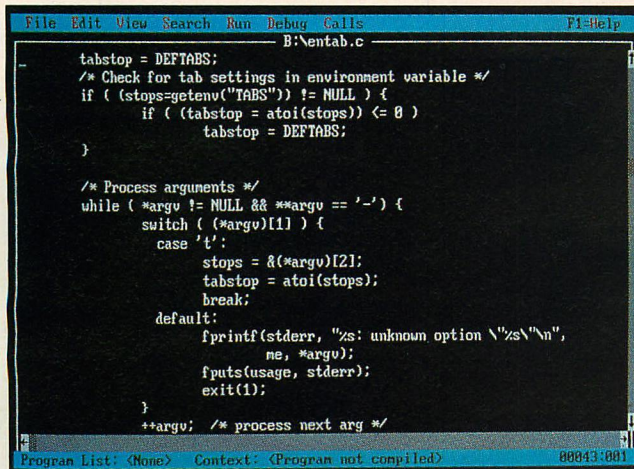 File Edit View Search Run Debug Calls F1=Help
B:\entab.c
tabstop = DEFTABS;
/* Check for tab settings in environment variable */
if ( (stops=getenv("TABS")) != NULL ) {
if ( (tabstop = atoi(stops)) <= 0 )
tabstop = DEFTABS;
}
/* Process arguments */
while ( *argv != NULL && **argv == '-') {
switch ( (*argv)[1] ) {
case 't':
stops = &(*argv)[2];
tabstop = atoi(stops);
break;
default:
fprintf(stderr, "%s: unknown option \"%s\"\n",
me, *argv);
fputs(usage, stderr);
exit(1);
}
++argv; /* process next arg */
Program List: <None> Context: <Program not compiled> 00043:001